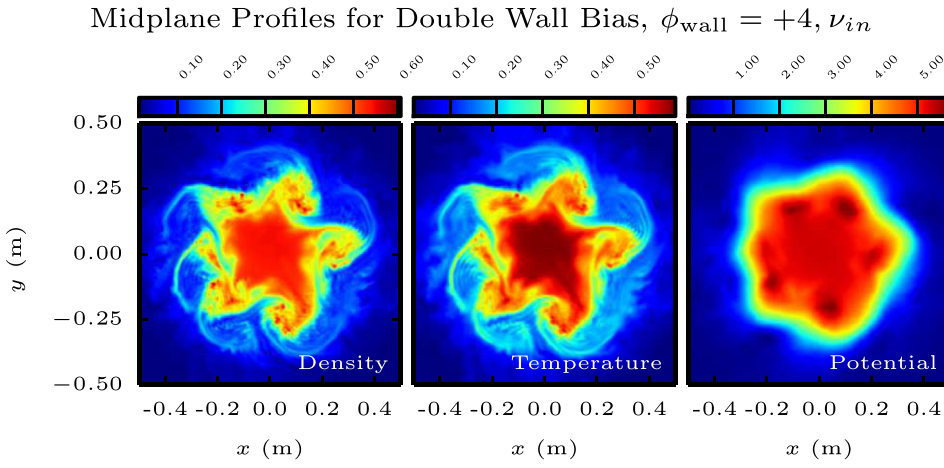 Midplane Profiles for Double Wall Bias, ϕwall = +4, νin
0.10 0.20 0.30 0.40 0.50 0.60 0.10 0.20 0.30 0.40 0.50 1.00 2.00 3.00 4.00 5.00
0.50
0.25
0.00
−0.25
−0.50
y (m)
Density Temperature Potential
-0.4 -0.2 0.0 0.2 0.4 -0.4 -0.2 0.0 0.2 0.4 -0.4 -0.2 0.0 0.2 0.4
x (m) x (m) x (m)